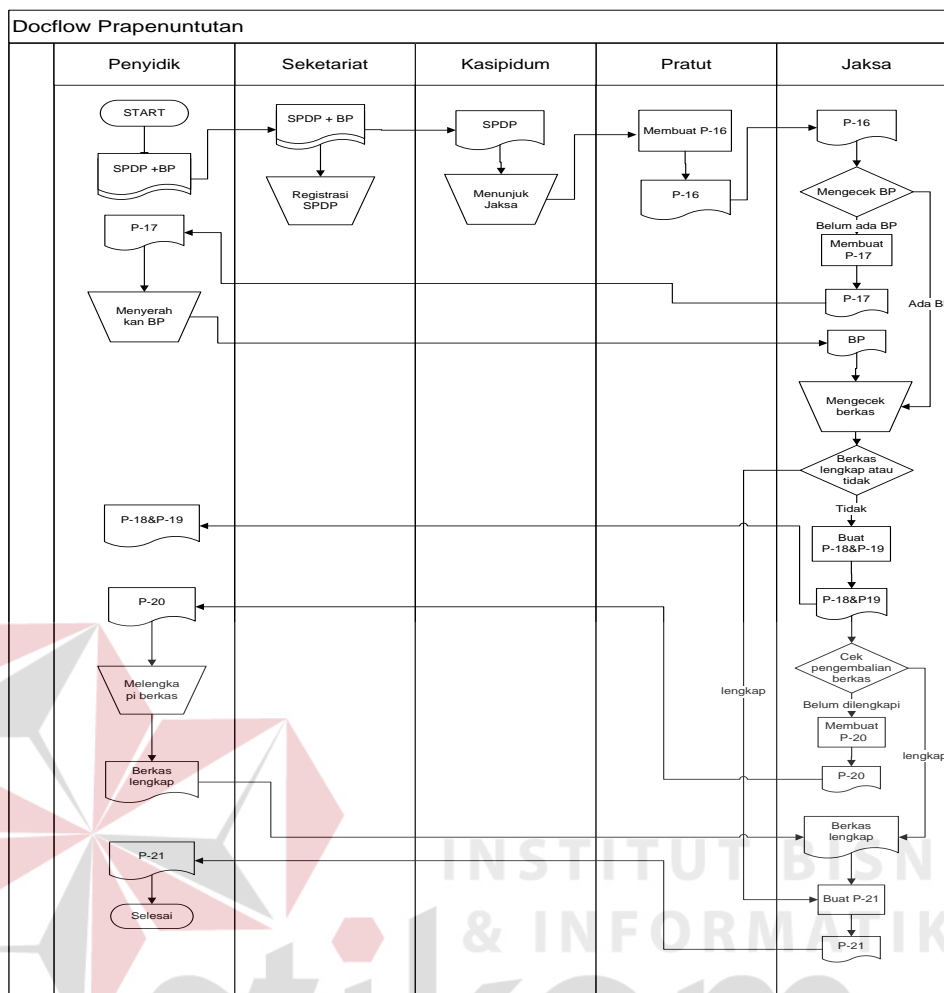 Docflow Prapenuntutan
Penyidik
Seketariat
Kasipidum
Pratut
Jaksa
START
SPDP +BP
SPDP + BP
Registrasi
SPDP
SPDP
Menunjuk
Jaksa
Membuat P-16
P-16
P-16
Mengecek BP
Belum ada BP
Membuat
P-17
P-17
Ada B
P-17
Menyerah
kan BP
BP
Mengecek
berkas
Berkas
lengkap atau
tidak
Tidak
Buat
P-18&P-19
P-18&P19
P-18&P-19
Cek
pengembalian
berkas
Belum dilengkapi
Membuat
P-20
P-20
lengkap
lengkap
P-20
Melengka
pi berkas
Berkas
lengkap
Berkas
lengkap
Buat P-21
P-21
P-21
Selesai
INSTITUT BISN
& INFORMATIK
stikom